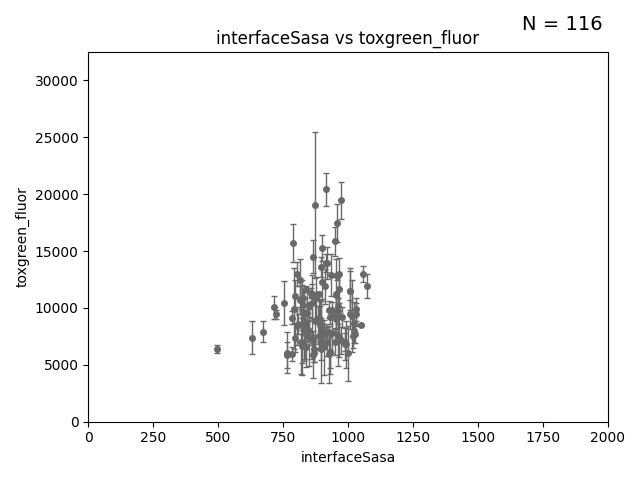 N = 116
interfaceSasa vs toxgreen_fluor
30000
25000
20000
15000
10000
5000
0
toxgreen_fluor
0 250 500 750 1000 1250 1500 1750 2000
interfaceSasa